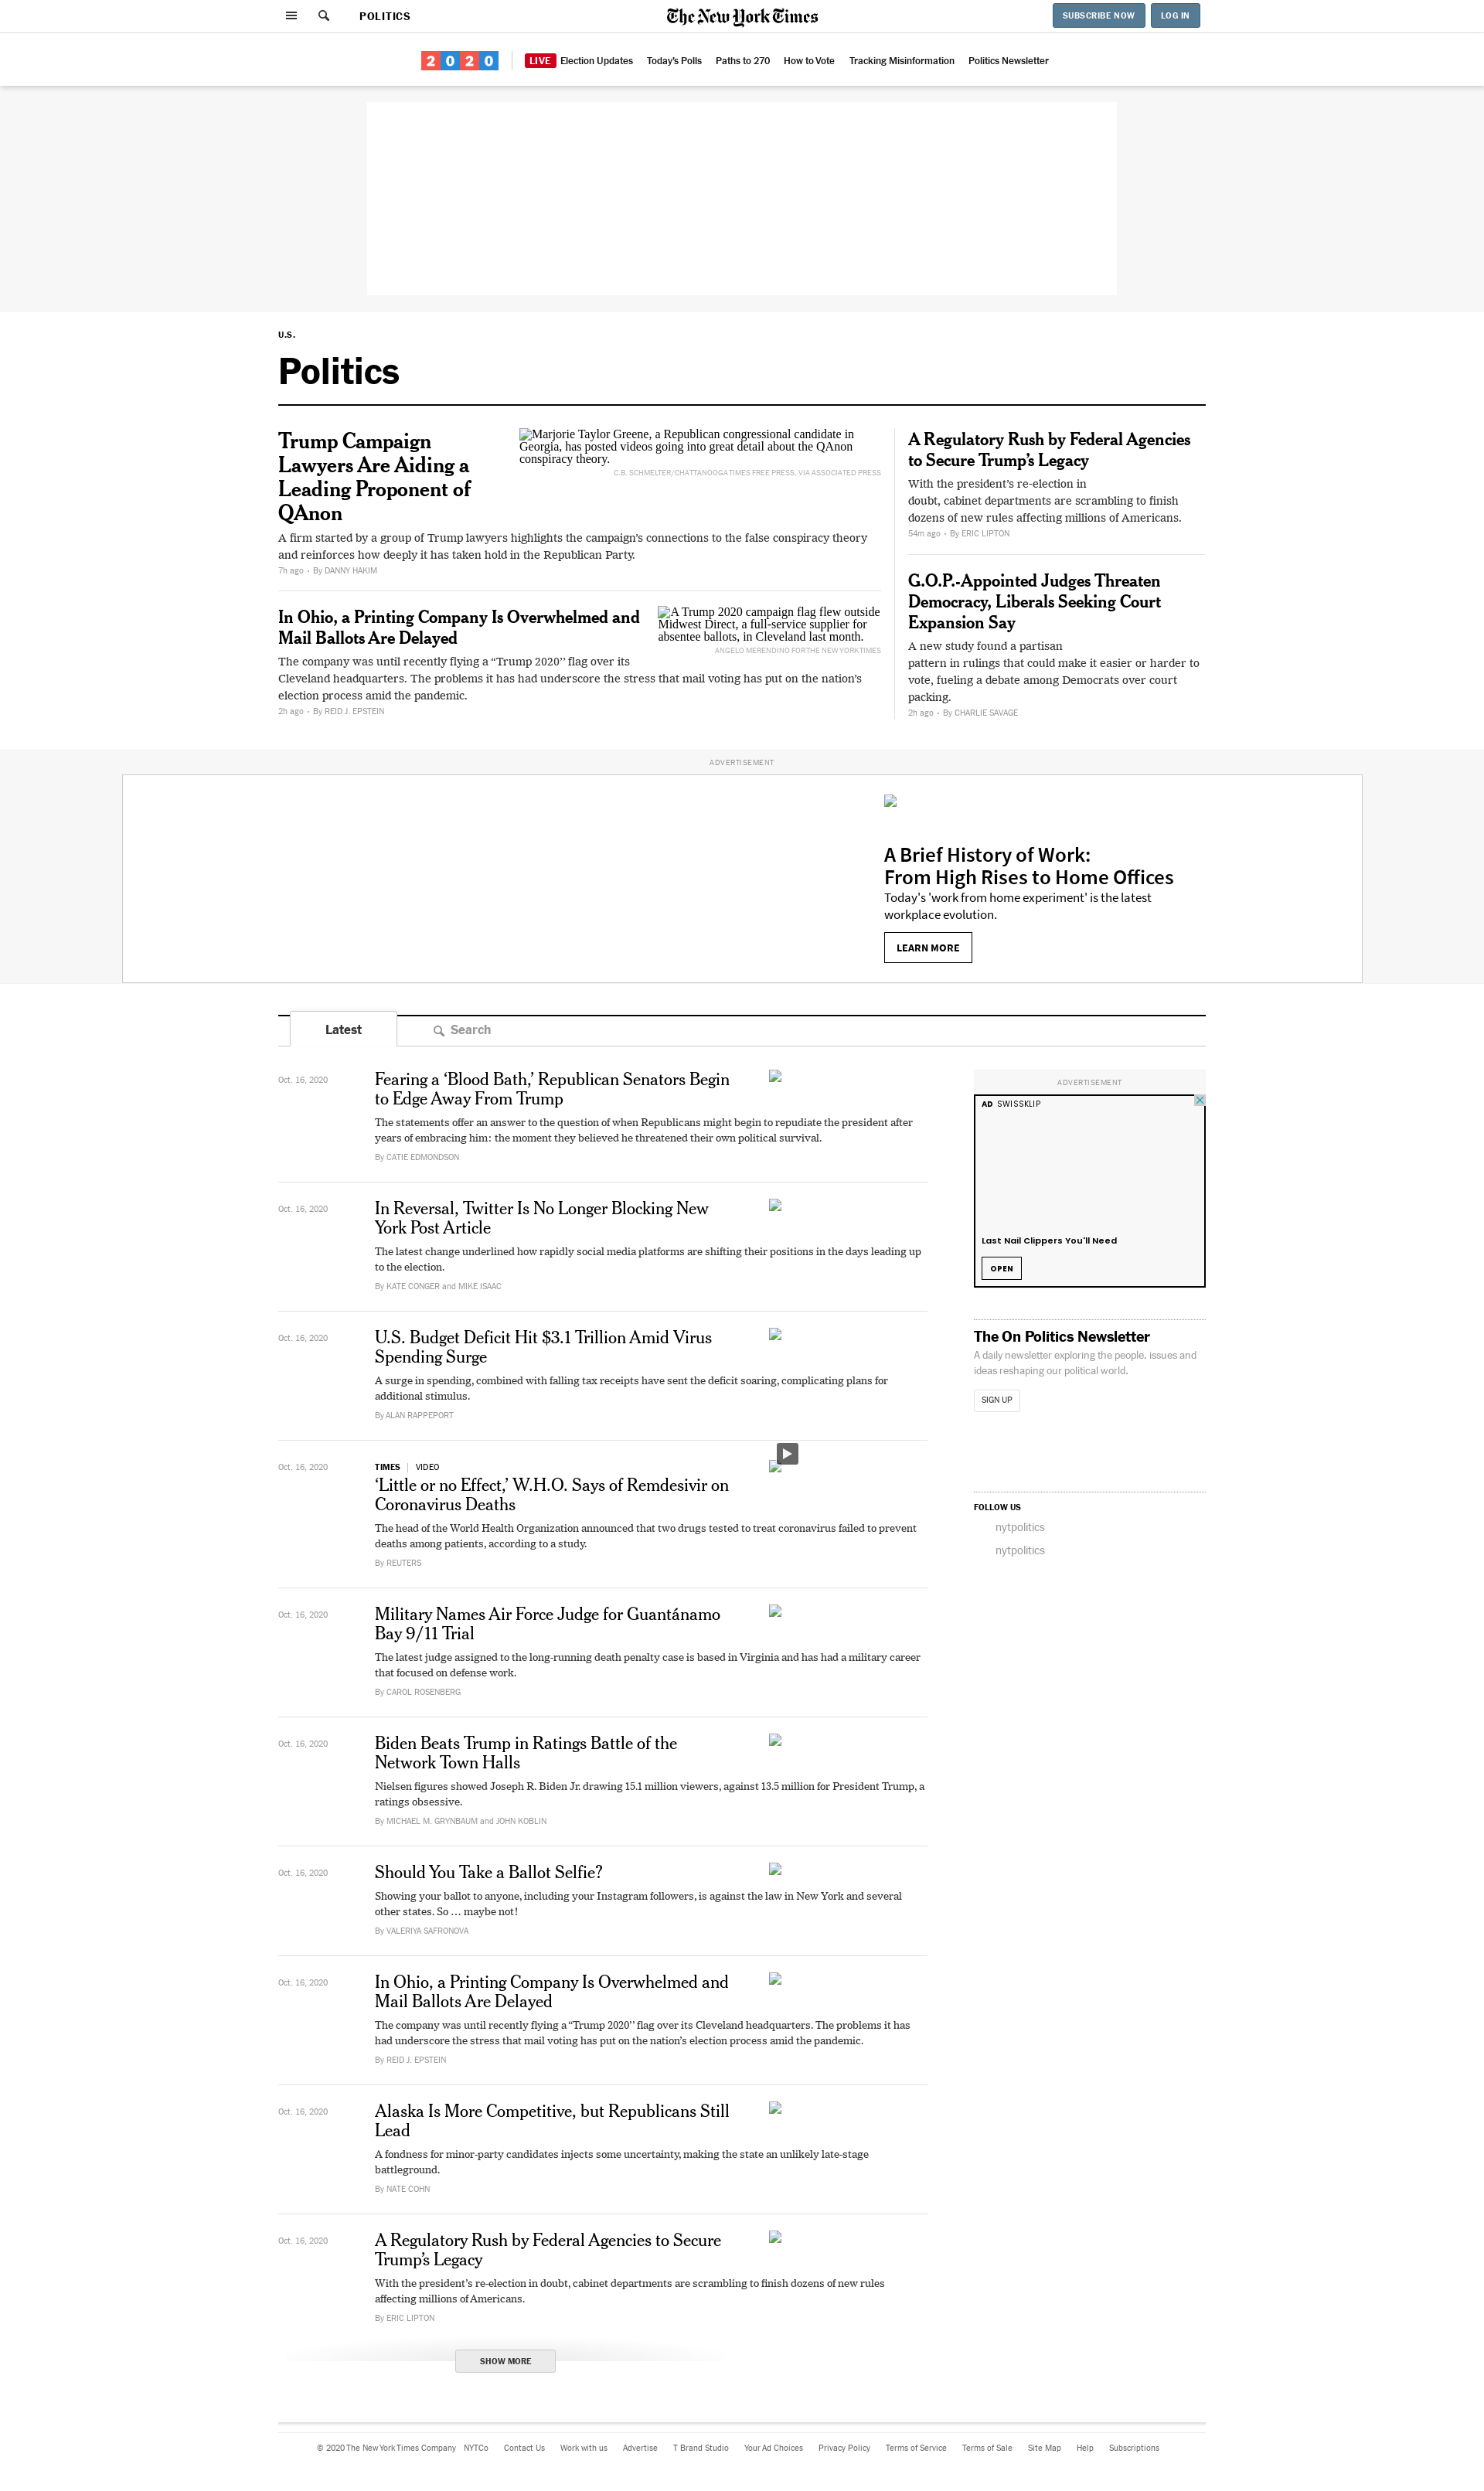 POLITICS
The New York Times
SUBSCRIBE NOW
LOG IN
2020
LIVE Election Updates
Today's Polls
Paths to 270
How to Vote
Tracking Misinformation
Politics Newsletter
U.S.
Politics
Trump Campaign
Lawyers Are Aiding a
Leading Proponent of
QAnon
Marjorie Taylor Greene, a Republican congressional candidate in
Georgia, has posted videos going into great detail about the QAnon
conspiracy theory.
C.B. SCHMELTER/CHATTANOOGA TIMES FREE PRESS, VIA ASSOCIATED PRESS
A firm started by a group of Trump lawyers highlights the campaign's connections to the false conspiracy theory
and reinforces how deeply it has taken hold in the Republican Party.
7h ago • By DANNY HAKIM
In Ohio, a Printing Company Is Overwhelmed and
Mail Ballots Are Delayed
A Trump 2020 campaign flag flew outside
Midwest Direct, a full-service supplier for
absentee ballots, in Cleveland last month.
ANGELO MERENDINO FOR THE NEW YORK TIMES
The company was until recently flying a “Trump 2020’’ flag over its
Cleveland headquarters. The problems it has had underscore the stress that mail voting has put on the nation’s
election process amid the pandemic.
2h ago • By REID J. EPSTEIN
A Regulatory Rush by Federal Agencies
to Secure Trump’s Legacy
With the president’s re-election in
doubt, cabinet departments are scrambling to finish
dozens of new rules affecting millions of Americans.
54m ago • By ERIC LIPTON
G.O.P.-Appointed Judges Threaten
Democracy, Liberals Seeking Court
Expansion Say
A new study found a partisan
pattern in rulings that could make it easier or harder to
vote, fueling a debate among Democrats over court
packing.
2h ago • By CHARLIE SAVAGE
ADVERTISEMENT
A Brief History of Work:
From High Rises to Home Offices
Today's 'work from home experiment' is the latest
workplace evolution.
LEARN MORE
Latest
Search
Oct. 16, 2020
Fearing a ‘Blood Bath,’ Republican Senators Begin
to Edge Away From Trump
The statements offer an answer to the question of when Republicans might begin to repudiate the president after
years of embracing him: the moment they believed he threatened their own political survival.
By CATIE EDMONDSON
Oct. 16, 2020
In Reversal, Twitter Is No Longer Blocking New
York Post Article
The latest change underlined how rapidly social media platforms are shifting their positions in the days leading up
to the election.
By KATE CONGER and MIKE ISAAC
Oct. 16, 2020
U.S. Budget Deficit Hit $3.1 Trillion Amid Virus
Spending Surge
A surge in spending, combined with falling tax receipts have sent the deficit soaring, complicating plans for
additional stimulus.
By ALAN RAPPEPORT
Oct. 16, 2020
TIMES | VIDEO
‘Little or no Effect,’ W.H.O. Says of Remdesivir on
Coronavirus Deaths
The head of the World Health Organization announced that two drugs tested to treat coronavirus failed to prevent
deaths among patients, according to a study.
By REUTERS
Oct. 16, 2020
Military Names Air Force Judge for Guantánamo
Bay 9/11 Trial
The latest judge assigned to the long-running death penalty case is based in Virginia and has had a military career
that focused on defense work.
By CAROL ROSENBERG
Oct. 16, 2020
Biden Beats Trump in Ratings Battle of the
Network Town Halls
Nielsen figures showed Joseph R. Biden Jr. drawing 15.1 million viewers, against 13.5 million for President Trump, a
ratings obsessive.
By MICHAEL M. GRYNBAUM and JOHN KOBLIN
Oct. 16, 2020
Should You Take a Ballot Selfie?
Showing your ballot to anyone, including your Instagram followers, is against the law in New York and several
other states. So … maybe not!
By VALERIYA SAFRONOVA
Oct. 16, 2020
In Ohio, a Printing Company Is Overwhelmed and
Mail Ballots Are Delayed
The company was until recently flying a “Trump 2020’’ flag over its Cleveland headquarters. The problems it has
had underscore the stress that mail voting has put on the nation’s election process amid the pandemic.
By REID J. EPSTEIN
Oct. 16, 2020
Alaska Is More Competitive, but Republicans Still
Lead
A fondness for minor-party candidates injects some uncertainty, making the state an unlikely late-stage
battleground.
By NATE COHN
Oct. 16, 2020
A Regulatory Rush by Federal Agencies to Secure
Trump’s Legacy
With the president’s re-election in doubt, cabinet departments are scrambling to finish dozens of new rules
affecting millions of Americans.
By ERIC LIPTON
SHOW MORE
ADVERTISEMENT
AD SWISSKLIP
Last Nail Clippers You'll Need
OPEN
The On Politics Newsletter
A daily newsletter exploring the people, issues and
ideas reshaping our political world.
SIGN UP
FOLLOW US
nytpolitics
nytpolitics
© 2020 The New York Times Company NYTCo Contact Us Work with us Advertise T Brand Studio Your Ad Choices Privacy Policy Terms of Service Terms of Sale Site Map Help Subscriptions